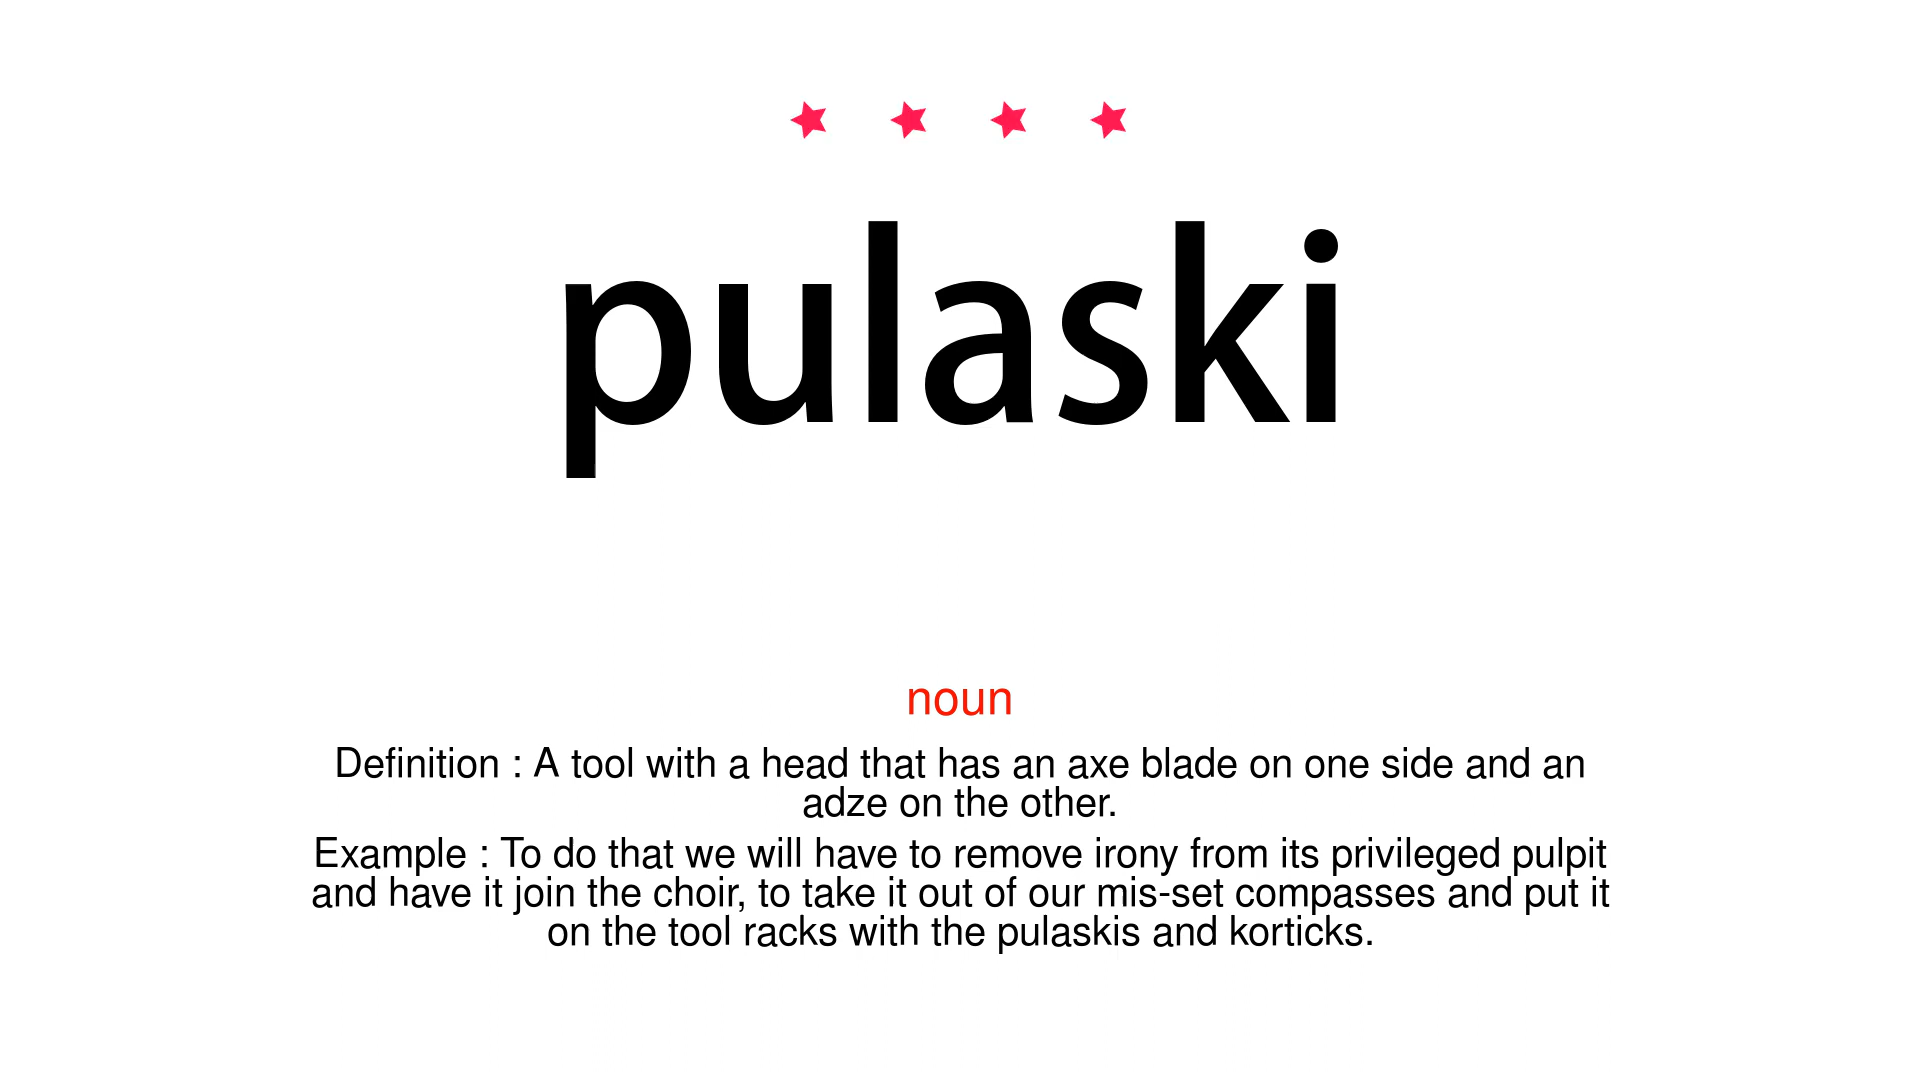 pulaski
noun
Definition : A tool with a head that has an axe blade on one side and an
adze on the other.
Example : To do that we will have to remove irony from its privileged pulpit
and have it join the choir, to take it out of our mis-set compasses and put it
on the tool racks with the pulaskis and korticks.